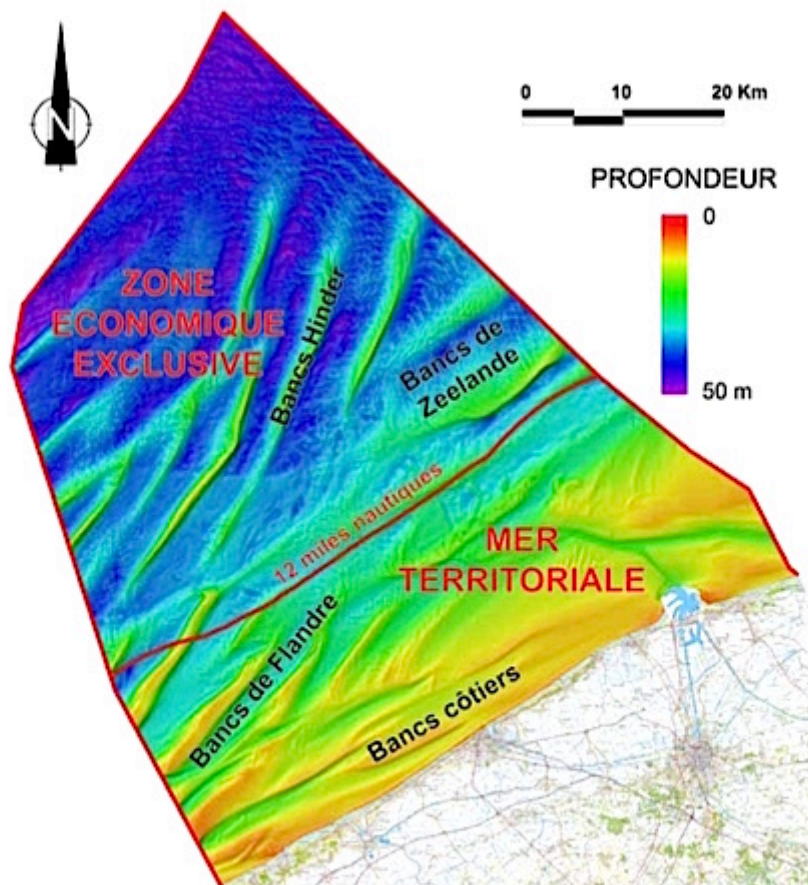 N
0 10 20 Km
PROFONDEUR
0
50 m
ZONE
ECONOMIQUE
EXCLUSIVE
Bancs Hinder
Bancs de
Zeelande
12 miles nautiques
MER
TERRITORIALE
Bancs de Flandre
Bancs côtiers